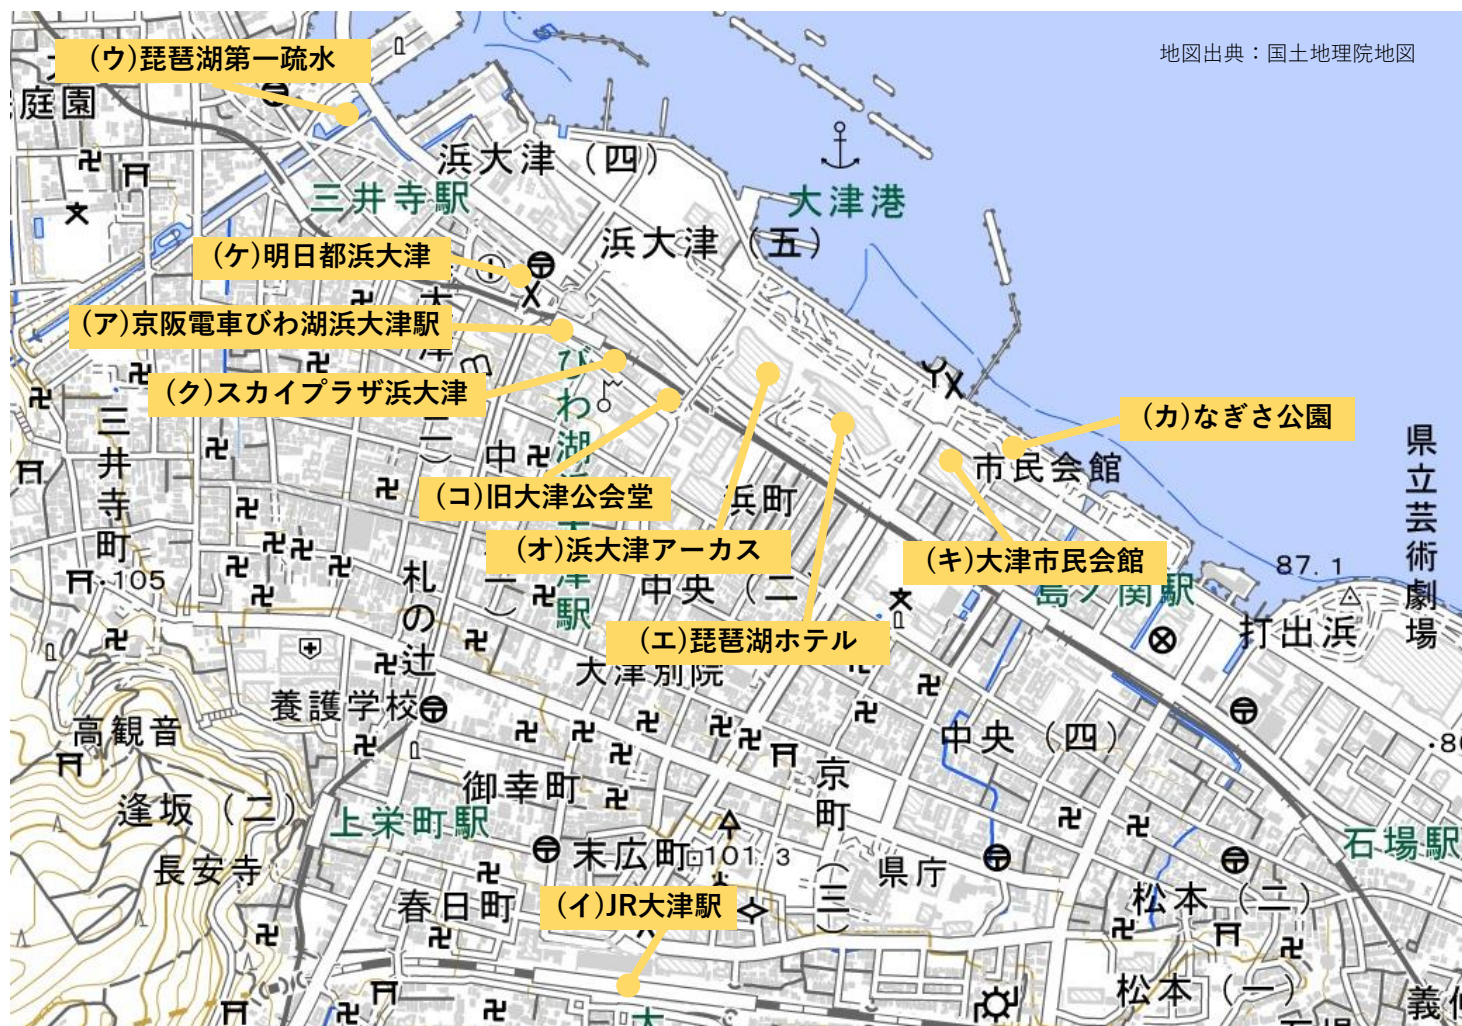 地図出典：国土地理院地図
(ウ)琵琶湖第一疏水
庭園
浜大津（四）
三井寺駅
大津港
浜大津（五）
(ケ)明日都浜大津
(ア)京阪電車びわ湖浜大津駅
(ク)スカイプラザ浜大津
(カ)なぎさ公園
市民会館
県立芸術劇場
三井寺町
中
(コ)旧大津公会堂
浜町
(オ)浜大津アーカス
(キ)大津市民会館
87.1
・105
中央（二
島ノ関駅
打出浜
札の辻
(エ)琵琶湖ホテル
大津別院
養護学校
高観音
中央（四）
御幸町
京町（三）
逢坂（二）
上栄町駅
末広町
101.3
石場駅
長安寺
県庁
春日町
(イ)JR大津駅
松本（二）
松本（一）